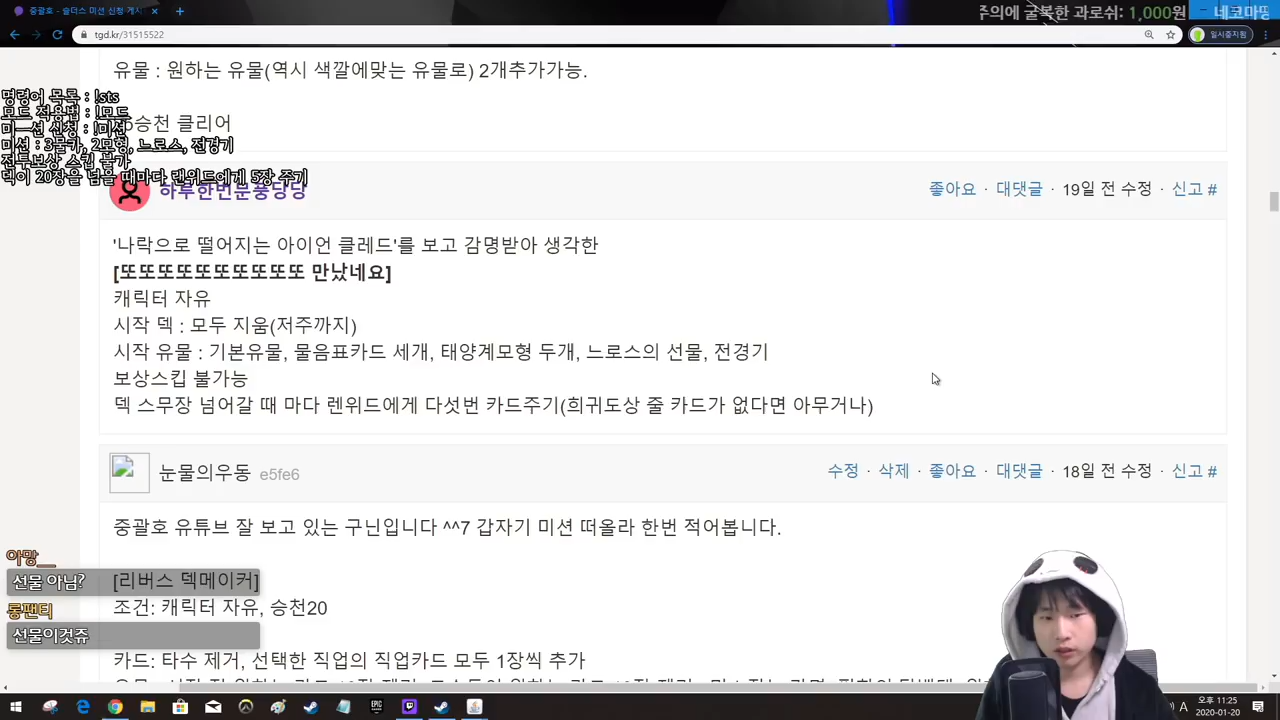 중괄호 - 슬더스 미션 신청 게시
주의에 굴복한 과로쉬: 1,000원
네코마띵
tgd.kr/31515522
일시중지됨
유물 : 원하는 유물(역시 색깔에맞는 유물로) 2개추가가능.
명령어 목록 : !sts
모드 적용법 : !모드
승천 클리어
미션 신청 : !미션
미션 : 3물카, 2모형, 느로스, 전경기
전투보상 스킵 불가
덱이 20장을 넘을 때마다 렌위드에게 5장 주기
하루한번문풍당당
좋아요 · 대댓글 · 19일 전 수정 · 신고 #
'나락으로 떨어지는 아이언 클레드'를 보고 감명받아 생각한
[또또또또또또또또또또 만났네요]
캐릭터 자유
시작 덱 : 모두 지움(저주까지)
시작 유물 : 기본유물, 물음표카드 세개, 태양계모형 두개, 느로스의 선물, 전경기
보상스킵 불가능
덱 스무장 넘어갈 때 마다 렌위드에게 다섯번 카드주기(희귀도상 줄 카드가 없다면 아무거나)
눈물의우동 e5fe6
수정 · 삭제 · 좋아요 · 대댓글 · 18일 전 수정 · 신고 #
중괄호 유튜브 잘 보고 있는 구닌입니다 ^^7 갑자기 미션 떠올라 한번 적어봅니다.
아망__
선물 아님?
[리버스 덱메이커]
롱팬티
조건: 캐릭터 자유, 승천20
선물이것쥬
카드: 타수 제거, 선택한 직업의 직업카드 모두 1장씩 추가
A
오후 11:25
2020-01-20